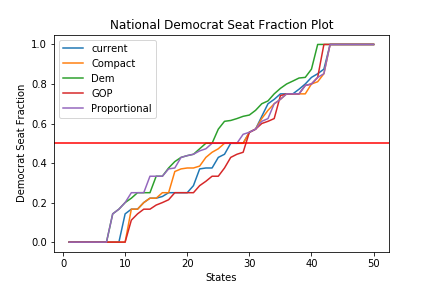 National Democrat Seat Fraction Plot
current
Compact
Dem
GOP
Proportional
Democrat Seat Fraction
1.0
0.8
0.6
0.4
0.2
0.0
0 10 20 30 40 50
States